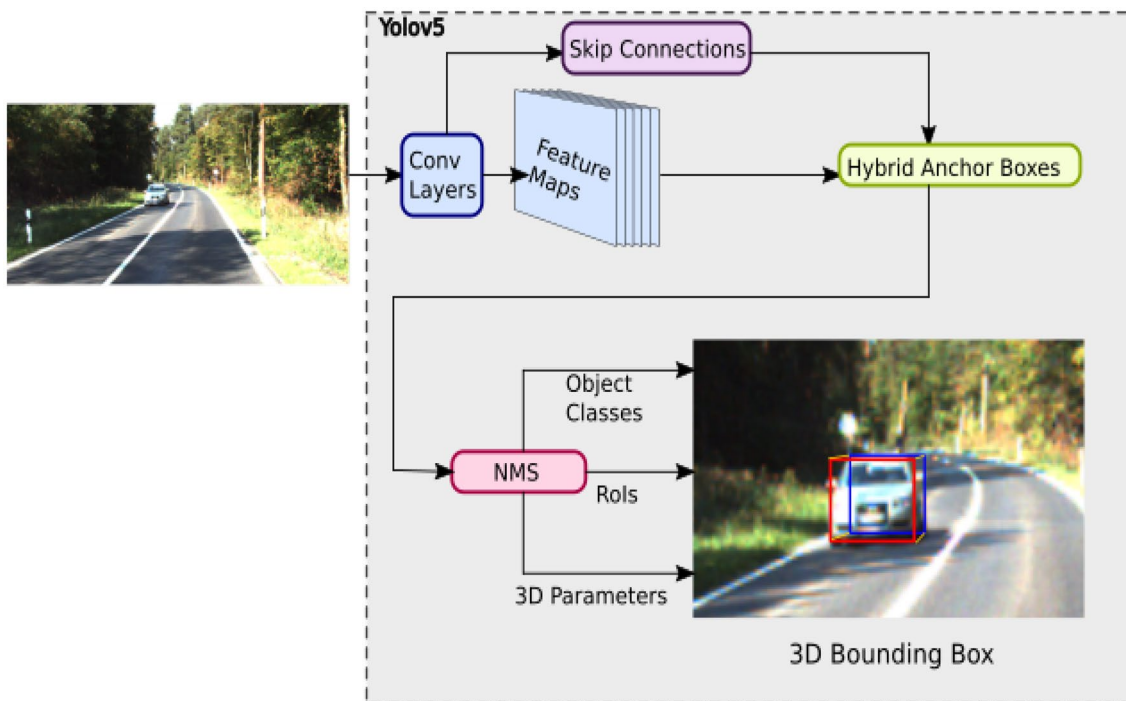 Yolov5
Skip Connections
Conv
Layers
Feature
Maps
Hybrid Anchor Boxes
Object
Classes
NMS
RoIs
3D Parameters
3D Bounding Box